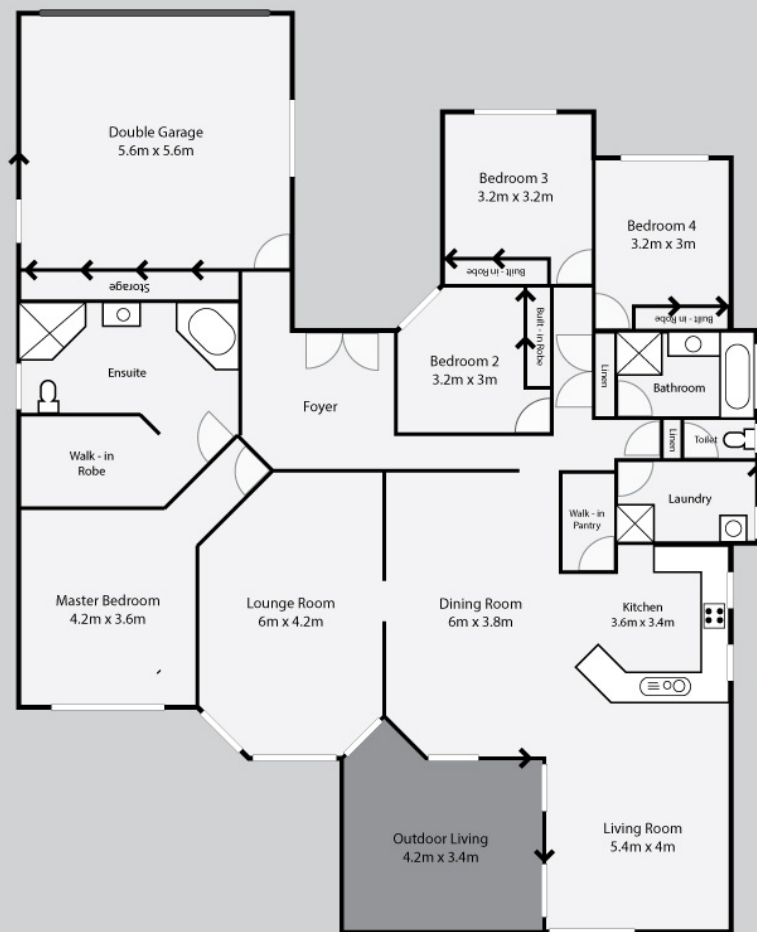 Double Garage
5.6m x 5.6m
Bedroom 3
3.2m x 3.2m
Bedroom 4
3.2m x 3m
Built - in Robe
Built - in Robe
Storage
Built - in Robe
Bedroom 2
3.2m x 3m
Ensuite
Linen
Bathroom
Foyer
Linen
Toilet
Walk - in
Robe
Laundry
Walk - in
Pantry
Master Bedroom
4.2m x 3.6m
Lounge Room
6m x 4.2m
Dining Room
6m x 3.8m
Kitchen
3.6m x 3.4m
Outdoor Living
4.2m x 3.4m
Living Room
5.4m x 4m